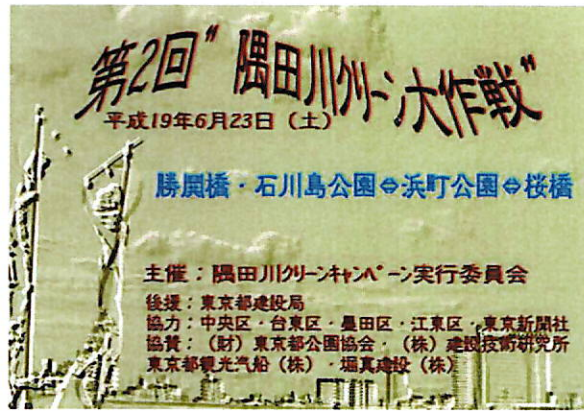 第2回”隅田川クリーン大作戦”
平成19年6月23日（土）
勝鬨橋・石川島公園⇔浜町公園⇔桜橋
主催：隅田川クリーンキャンペーン実行委員会
後援：東京都建設局
協力：中央区・台東区・墨田区・江東区・東京新聞社
協賛：（財）東京都公園協会・（株）建設技術研究所
東京都観光汽船（株）・堀真建設（株）